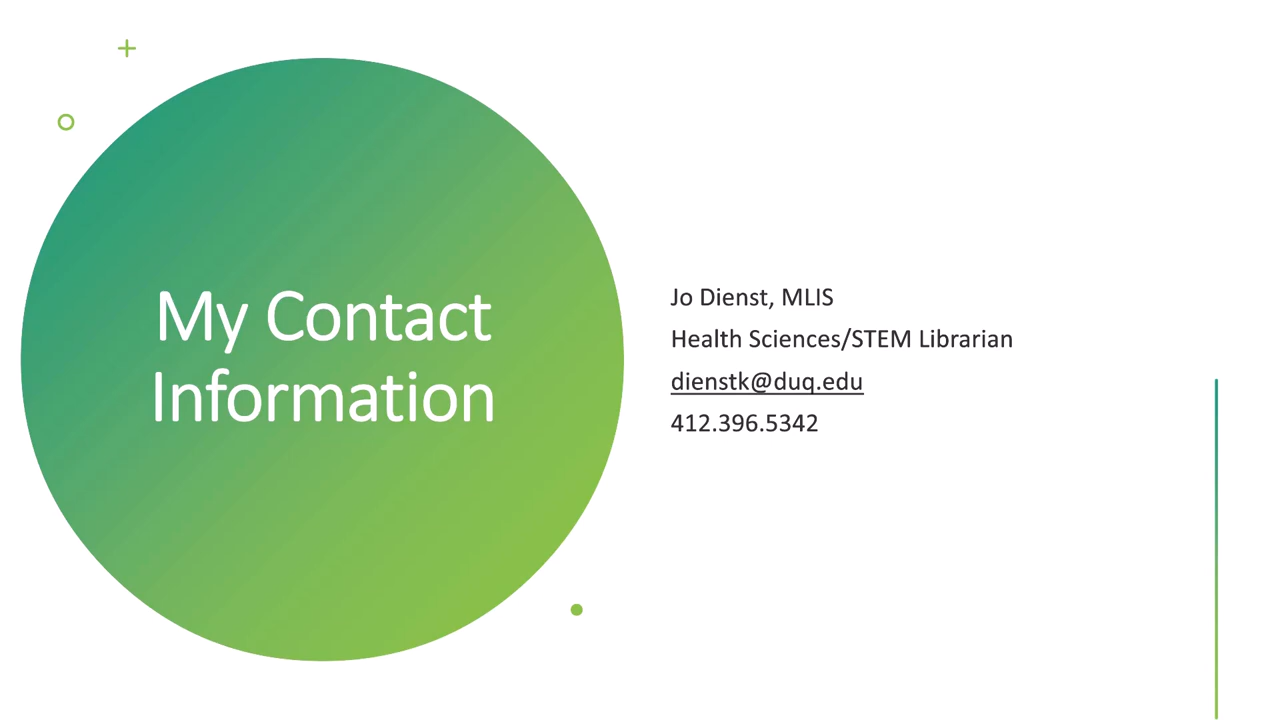 My Contact
Information
Jo Dienst, MLIS
Health Sciences/STEM Librarian
dienstk@duq.edu
412.396.5342